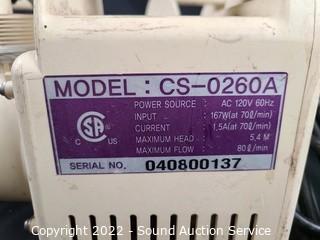 MODEL : CS-0260A
POWER SOURCE : AC 120V 60Hz
INPUT : 167W(at 70ℓ/min)
CURRENT : 1.5A(at 70ℓ/min)
MAXIMUM HEAD : 5.4 M
MAXIMUM FLOW : 80ℓ/min
C US
SERIAL NO. 040800137
Copyright 2022 - Sound Auction Service